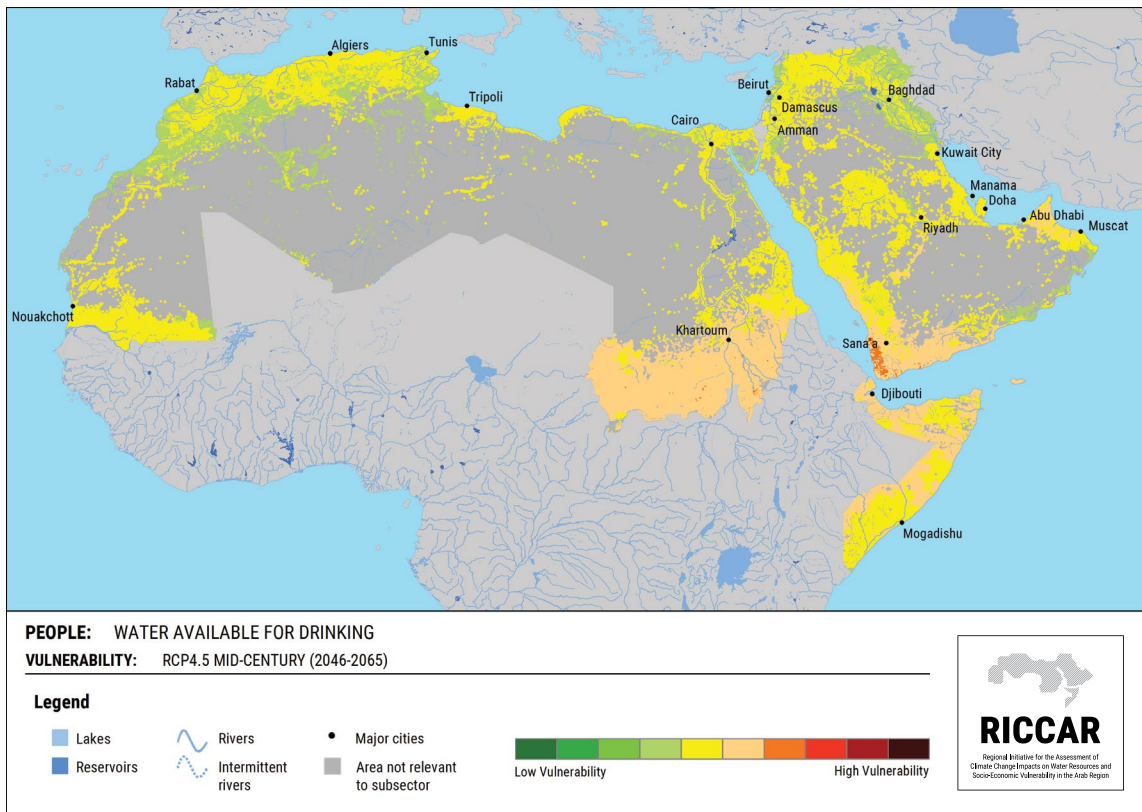 Algiers
Tunis
Rabat
Tripoli
Beirut
Baghdad
Damascus
Cairo
Amman
Kuwait City
Manama
Doha
Abu Dhabi
Riyadh
Muscat
Nouakchott
Khartoum
Sana'a
Djibouti
Mogadishu
PEOPLE: WATER AVAILABLE FOR DRINKING
VULNERABILITY: RCP4.5 MID-CENTURY (2046-2065)
Legend
Lakes
Reservoirs
Rivers
Intermittent
rivers
Major cities
Area not relevant
to subsector
Low Vulnerability
High Vulnerability
RICCAR
Regional Initiative for the Assessment of
Climate Change Impacts on Water Resources and
Socio-Economic Vulnerability in the Arab Region